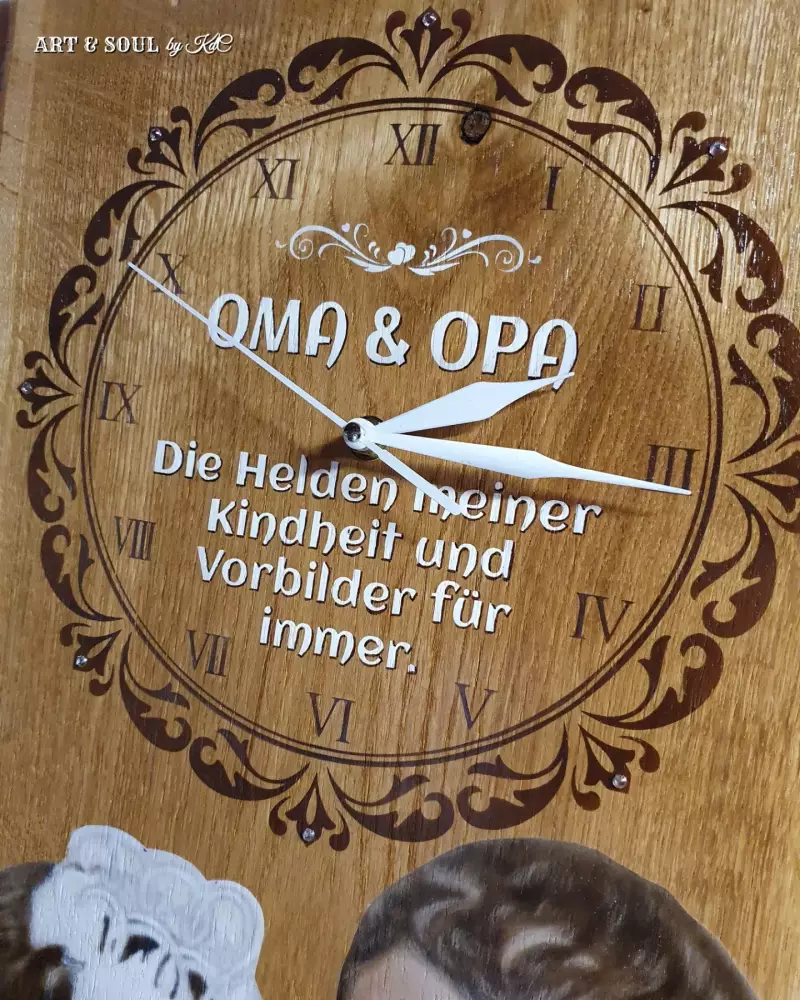 ART & SOUL by KdC
XII
XI
I
X
II
OMA & OPA
IX
III
Die Helden meiner
Kindheit und
Vorbilder für
immer.
VIII
IV
VII
VI
V